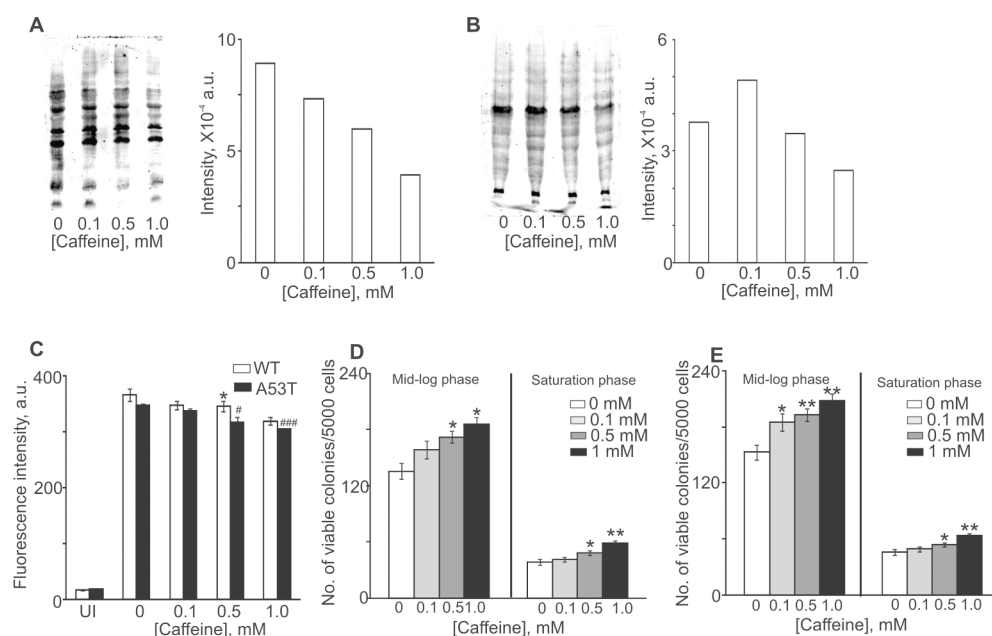 A
10
5
0
Intensity, X10⁻⁴ a.u.
0 0.1 0.5 1.0
[Caffeine], mM
0 0.1 0.5 1.0
[Caffeine], mM
B
6
3
0
Intensity, X10⁻⁴ a.u.
0 0.1 0.5 1.0
[Caffeine], mM
0 0.1 0.5 1.0
[Caffeine], mM
C
WT
A53T
400
300
0
Fluorescence intensity, a.u.
* # ###
UI 0 0.1 0.5 1.0
[Caffeine], mM
D
240
120
0
No. of viable colonies/5000 cells
Mid-log phase
Saturation phase
0 mM
0.1 mM
0.5 mM
1 mM
* *
* **
0 0.1 0.51.0
0 0.1 0.5 1.0
[Caffeine], mM
E
240
120
0
No. of viable colonies/5000 cells
Mid-log phase
Saturation phase
0 mM
0.1 mM
0.5 mM
1 mM
* ** **
* **
0 0.1 0.5 1.0
0 0.1 0.5 1.0
[Caffeine], mM